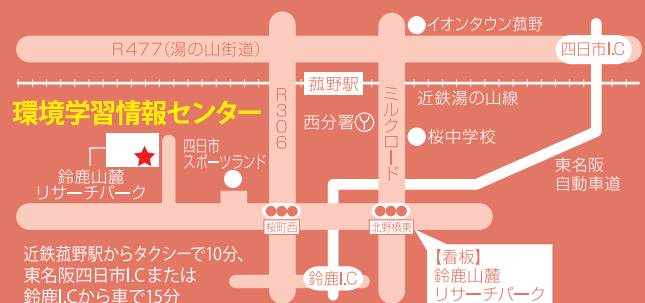 イオンタウン菰野
R477(湯の山街道)
四日市I.C
菰野駅
近鉄湯の山線
環境学習情報センター
R306
ミルクロード
西分署
桜中学校
四日市
スポーツランド
鈴鹿山麓
リサーチパーク
東名阪
自動車道
桜町西
北野橋東
近鉄菰野駅からタクシーで10分、
東名阪四日市I.Cまたは
鈴鹿I.Cから車で15分
鈴鹿I.C
【看板】
鈴鹿山麓
リサーチパーク